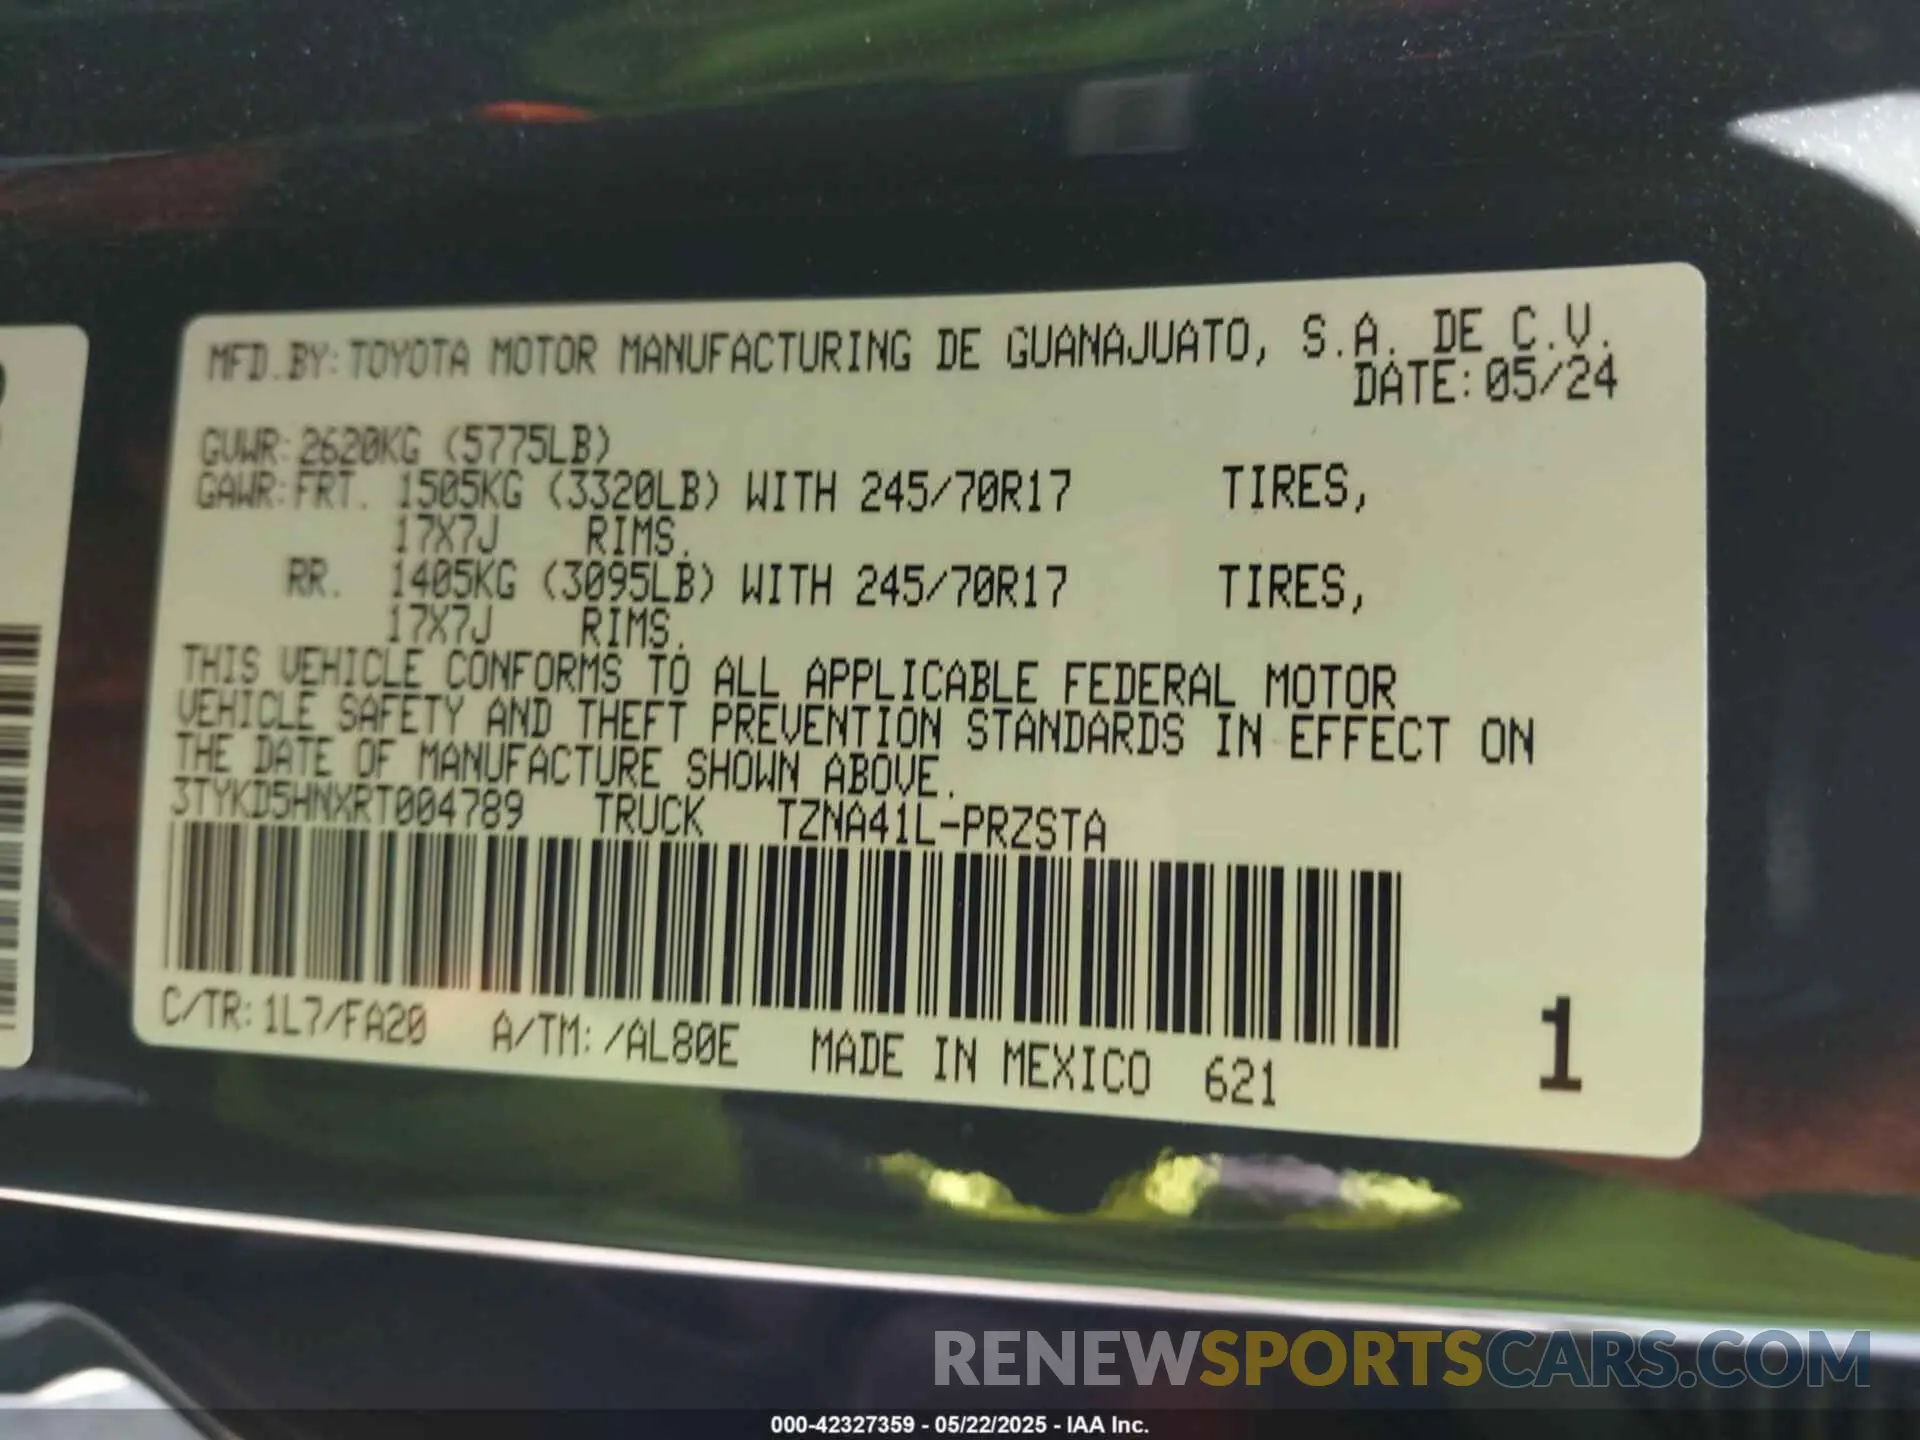 MFD.BY:TOYOTA MOTOR MANUFACTURING DE GUANAJUATO, S.A. DE C.V.
DATE:05/24
GVWR:2620KG (5775LB)
GAWR:FRT. 1505KG (3320LB) WITH 245/70R17 TIRES,
17X7J RIMS.
RR. 1405KG (3095LB) WITH 245/70R17 TIRES,
17X7J RIMS.
THIS VEHICLE CONFORMS TO ALL APPLICABLE FEDERAL MOTOR
VEHICLE SAFETY AND THEFT PREVENTION STANDARDS IN EFFECT ON
THE DATE OF MANUFACTURE SHOWN ABOVE.
3TYKD5HNXRT004789 TRUCK TZNA41L-PRZSTA
C/TR:1L7/FA20 A/TM:/AL80E MADE IN MEXICO 621
1
RENEWSPORTSCARS.COM
000-42327359 - 05/22/2025 - IAA Inc.